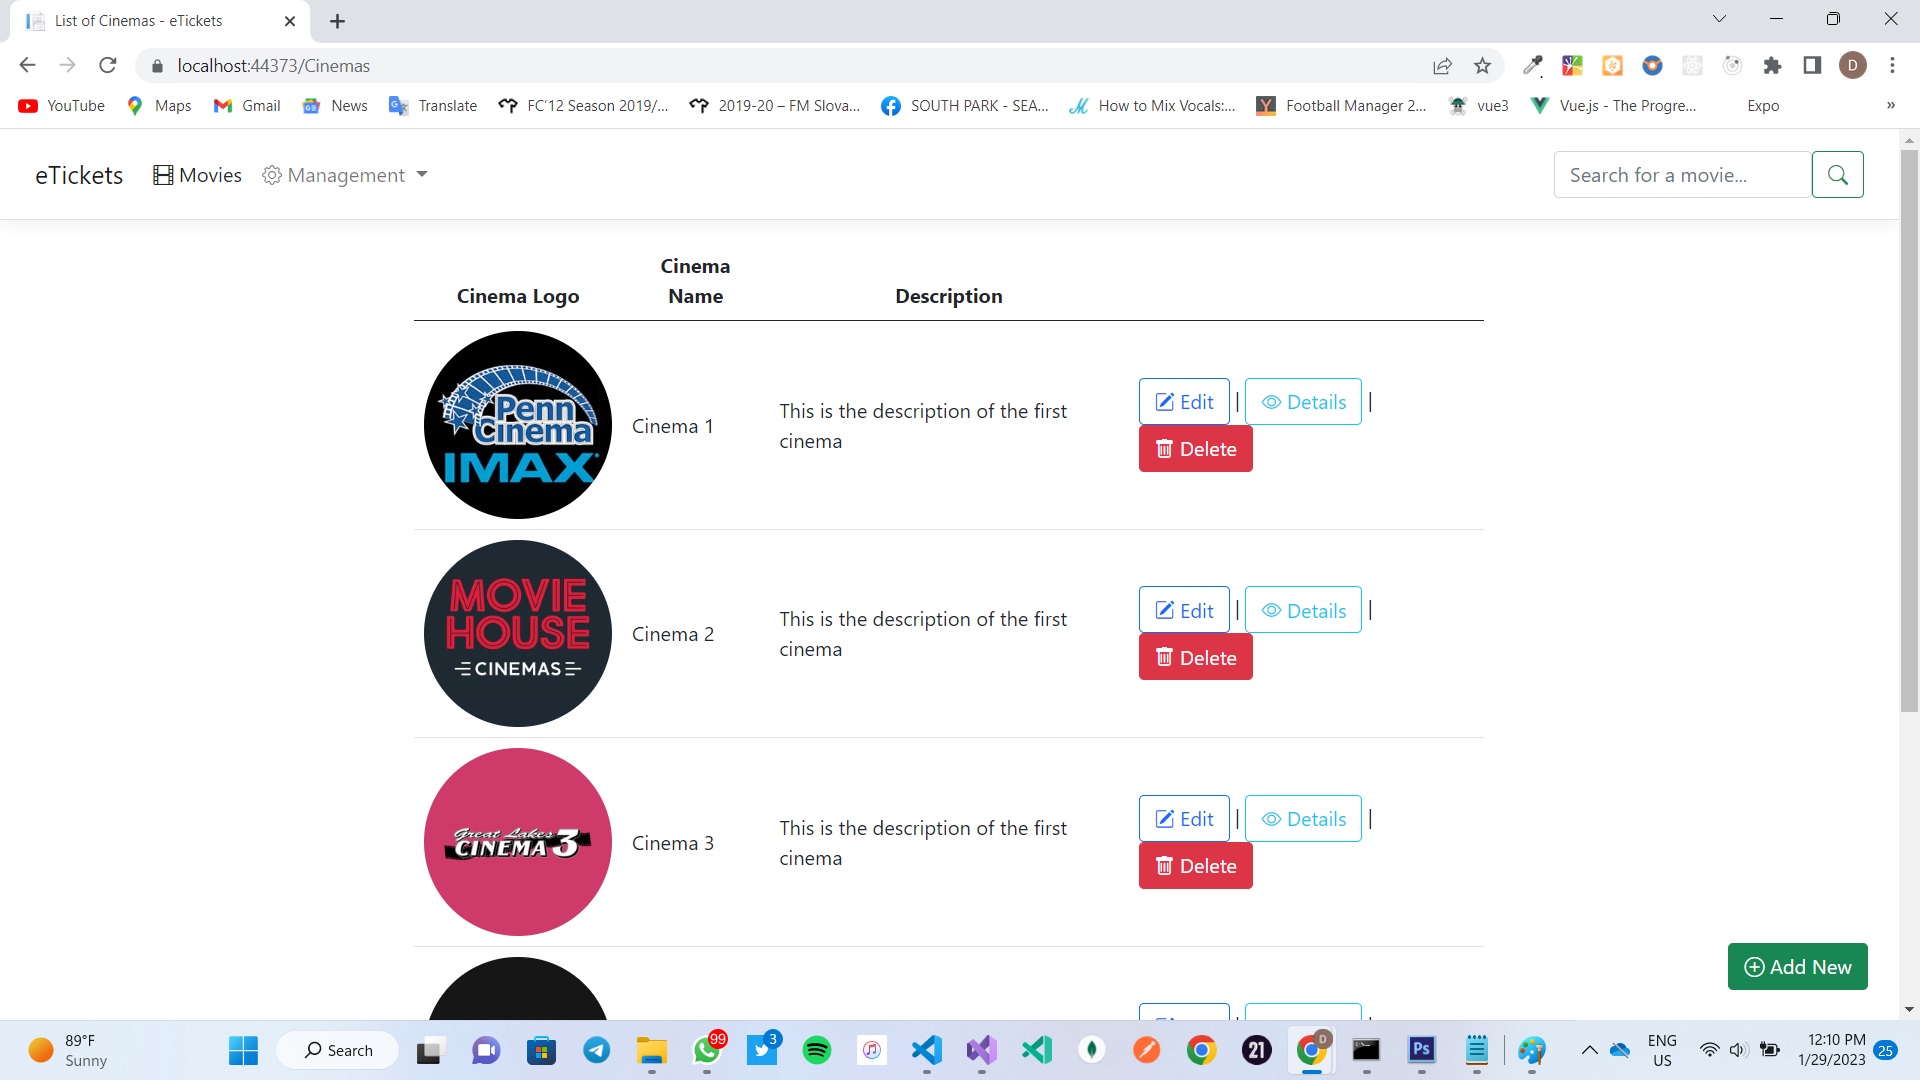 List of Cinemas - eTickets
localhost:44373/Cinemas
D
YouTube Maps Gmail News Translate FC'12 Season 2019/... 2019-20 – FM Slova... SOUTH PARK - SEA... How to Mix Vocals:... Football Manager 2... vue3 Vue.js - The Progre... Expo »
eTickets Movies Management Search for a movie...
Cinema Logo Cinema Name Description
Penn
Cinema
IMAX
Cinema 1
This is the description of the first
cinema
Edit | Details |
Delete
MOVIE
HOUSE
CINEMAS
Cinema 2
This is the description of the first
cinema
Edit | Details |
Delete
Great Lakes
CINEMA 3
Cinema 3
This is the description of the first
cinema
Edit | Details |
Delete
Add New
89°F
Sunny
Search
99
3
21
D
Ps
ENG
US
12:10 PM
1/29/2023
25